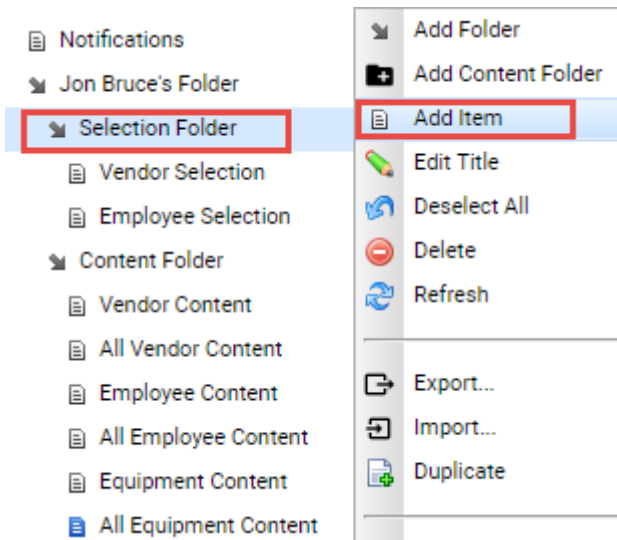 Notifications
Jon Bruce's Folder
Selection Folder
Vendor Selection
Employee Selection
Content Folder
Vendor Content
All Vendor Content
Employee Content
All Employee Content
Equipment Content
All Equipment Content
Add Folder
Add Content Folder
Add Item
Edit Title
Deselect All
Delete
Refresh
Export...
Import...
Duplicate